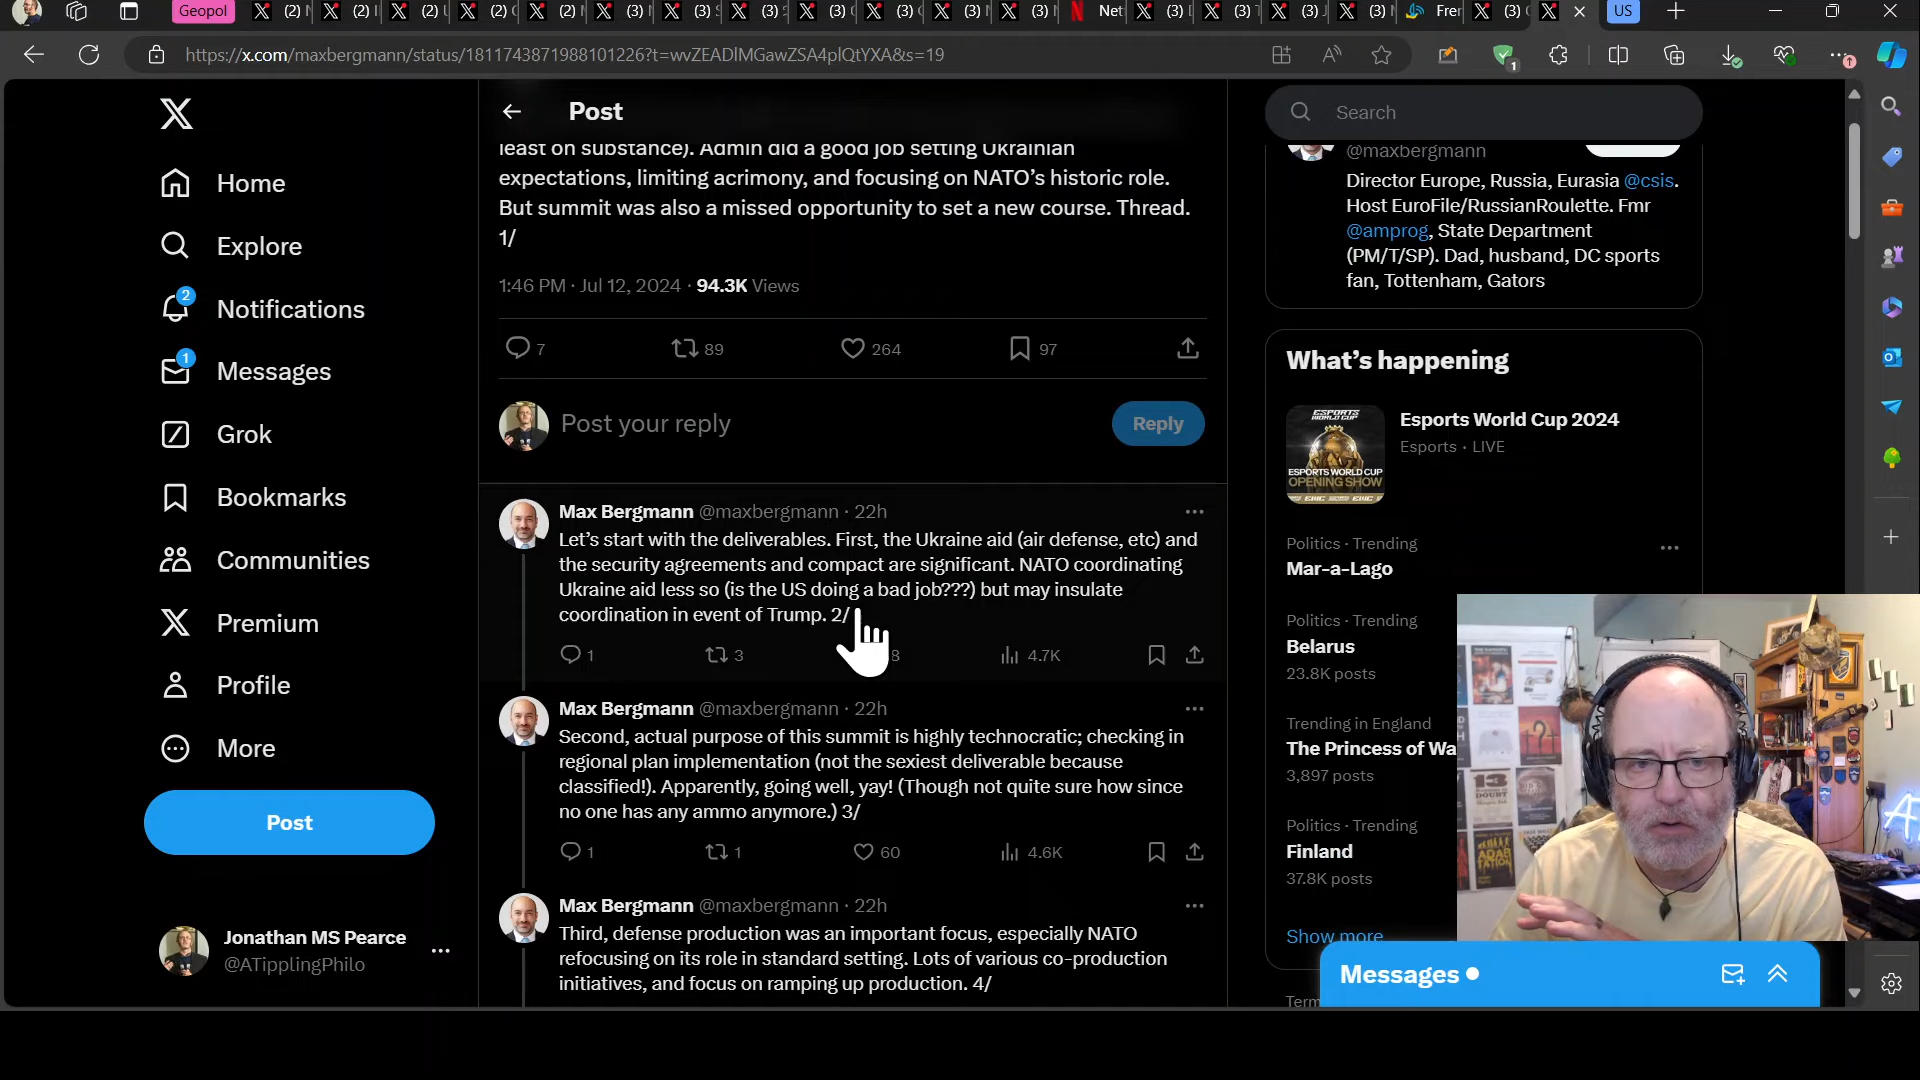 Geopol
US
https://x.com/maxbergmann/status/1811743871988101226?t=wvZEADlMGawZSA4plQtYXA&s=19
Home
Explore
2
Notifications
1
Messages
Grok
Bookmarks
Communities
Premium
Profile
More
Post
Jonathan MS Pearce
@ATipplingPhilo
Post
least on substance). Admin did a good job setting Ukrainian
expectations, limiting acrimony, and focusing on NATO's historic role.
But summit was also a missed opportunity to set a new course. Thread.
1/
1:46 PM · Jul 12, 2024 · 94.3K Views
7 89 264 97
Post your reply
Reply
Max Bergmann @maxbergmann · 22h
Let's start with the deliverables. First, the Ukraine aid (air defense, etc) and
the security agreements and compact are significant. NATO coordinating
Ukraine aid less so (is the US doing a bad job???) but may insulate
coordination in event of Trump. 2/
1 3 8 4.7K
Max Bergmann @maxbergmann · 22h
Second, actual purpose of this summit is highly technocratic; checking in
regional plan implementation (not the sexiest deliverable because
classified!). Apparently, going well, yay! (Though not quite sure how since
no one has any ammo anymore.) 3/
1 1 60 4.6K
Max Bergmann @maxbergmann · 22h
Third, defense production was an important focus, especially NATO
refocusing on its role in standard setting. Lots of various co-production
initiatives, and focus on ramping up production. 4/
Search
@maxbergmann
Director Europe, Russia, Eurasia @csis.
Host EuroFile/RussianRoulette. Fmr
@amprog, State Department
(PM/T/SP). Dad, husband, DC sports
fan, Tottenham, Gators
What's happening
ESPORTS
WORLD CUP
ESPORTS WORLD CUP
OPENING SHOW
Esports World Cup 2024
Esports · LIVE
Politics · Trending
Mar-a-Lago
Politics · Trending
Belarus
23.8K posts
Trending in England
The Princess of Wa
3,897 posts
Politics · Trending
Finland
37.8K posts
Show more
Messages